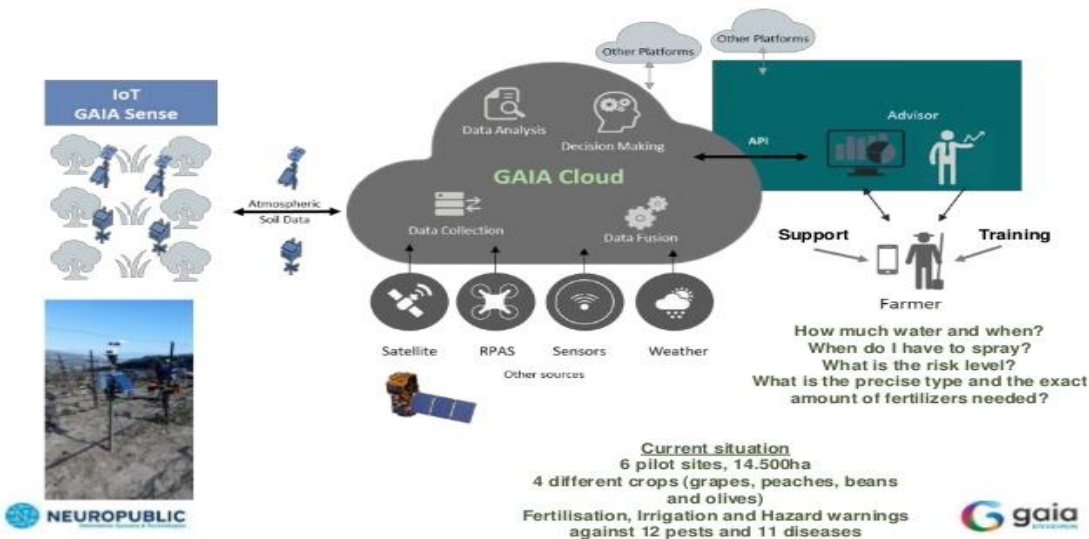 Other Platforms
Other Platforms
IoT
GAIA Sense
Data Analysis
Decision Making
GAIA Cloud
Advisor
API
Atmospheric
Soil Data
Data Collection
Data Fusion
Support
Training
Farmer
Satellite
RPAS
Sensors
Weather
Other sources
How much water and when?
When do I have to spray?
What is the risk level?
What is the precise type and the exact
amount of fertilizers needed?
Current situation
6 pilot sites, 14.500ha
4 different crops (grapes, peaches, beans
and olives)
Fertilisation, Irrigation and Hazard warnings
against 12 pests and 11 diseases
NEUROPUBLIC
gaia